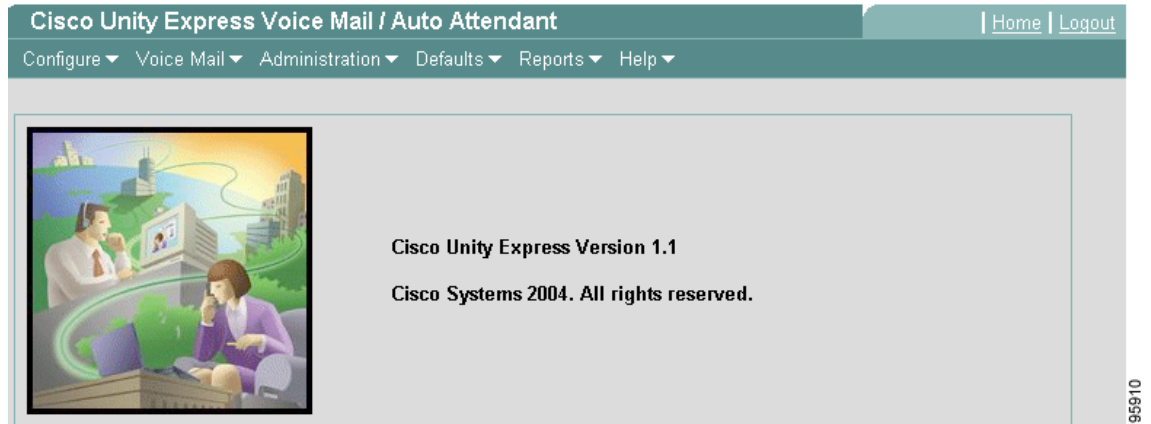 Cisco Unity Express Voice Mail / Auto Attendant
| Home | Logout
Configure Voice Mail Administration Defaults Reports Help
Cisco Unity Express Version 1.1
Cisco Systems 2004. All rights reserved.
95910